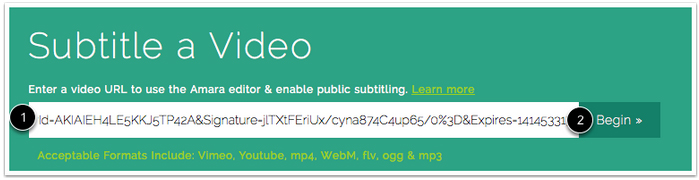 Subtitle a Video
Enter a video URL to use the Amara editor & enable public subtitling. Learn more
1 Id=AKIAIEH4LE5KKJ5TP42A&Signature=jlTXtFEriUx/cyna874C4up65/0%3D&Expires=14145331 2 Begin »
Acceptable Formats Include: Vimeo, Youtube, mp4, WebM, flv, ogg & mp3